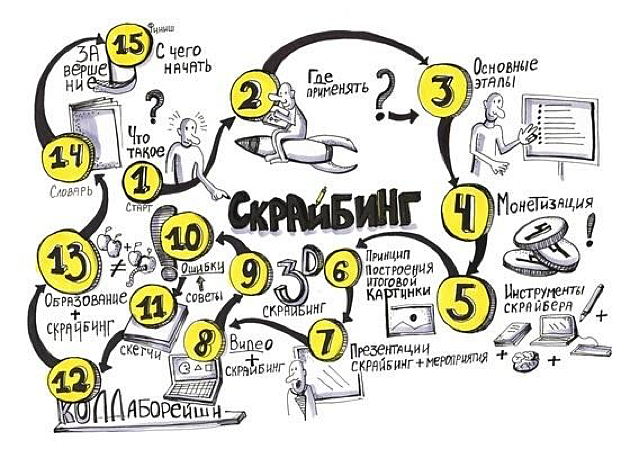 СКРАЙБИНГ
1
СТАРТ
ЧТО
ТАКОЕ
?
2
ГДЕ
ПРИМЕНЯТЬ
?
3
ОСНОВНЫЕ
ЭТАПЫ
4
МОНЕТИЗАЦИЯ
!
5
ИНСТРУМЕНТЫ
СКРАЙБЕРА
+
+
+
6
ПРИНЦИП
ПОСТРОЕНИЯ
ИТОГОВОЙ
КАРТИНКИ
7
ПРЕЗЕНТАЦИИ
СКРАЙБИНГ + МЕРОПРИЯТИЯ
8
ВИДЕО
+
СКРАЙБИНГ
9
3D
СКРАЙБИНГ
10
!
ОШИБКИ
СОВЕТЫ
11
СКЕТЧИ
12
КОЛЛАБОРЕЙШН
13
≠
ОБРАЗОВАНИЕ
+
СКРАЙБИНГ
14
СЛОВАРЬ
15
ФИНИШ
ЗА
ВЕРШЕ
НИЕ
С ЧЕГО
НАЧАТЬ